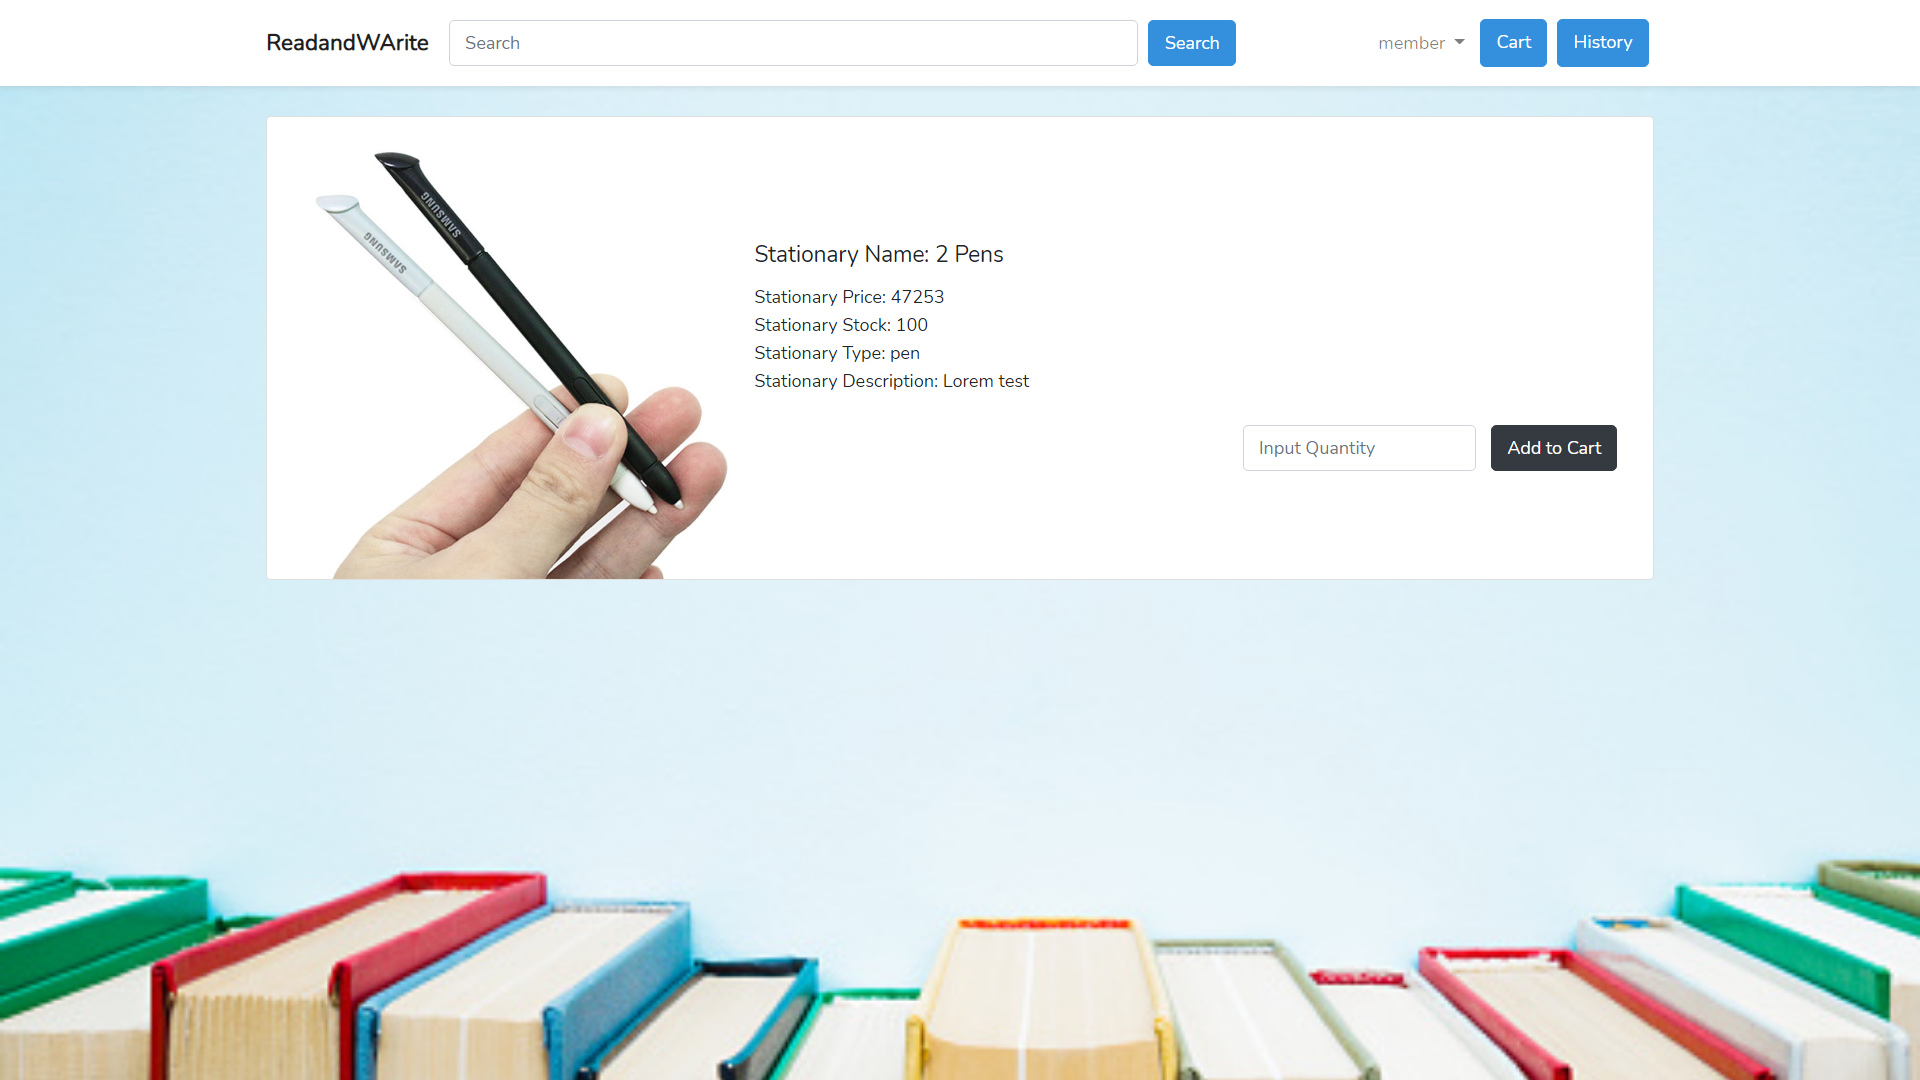 ReadandWArite
Search
Search
member
Cart
History
SAMSUNG
SAMSUNG
Stationary Name: 2 Pens
Stationary Price: 47253
Stationary Stock: 100
Stationary Type: pen
Stationary Description: Lorem test
Input Quantity
Add to Cart